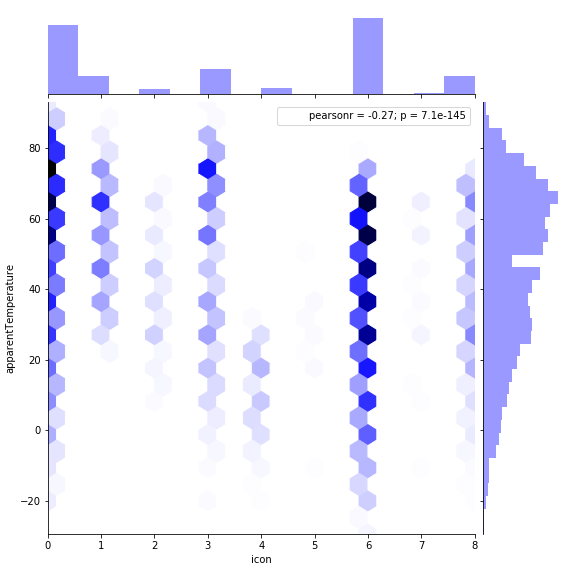 pearsonr = -0.27; p = 7.1e-145
80
60
40
20
0
−20
apparentTemperature
0 1 2 3 4 5 6 7 8
icon